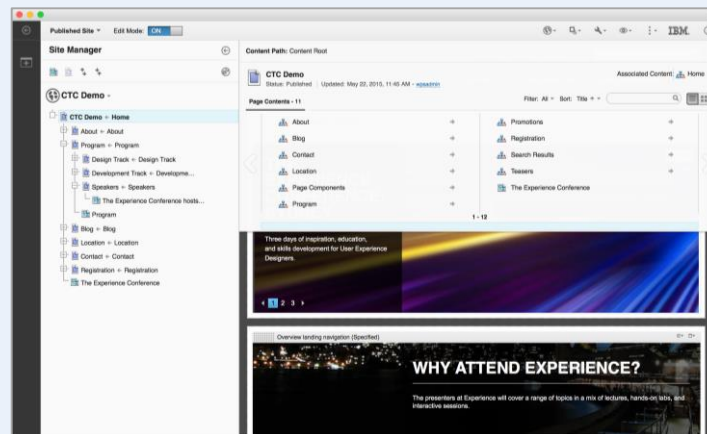 Published Site
Edit Mode: ON
IBM.
Site Manager
Content Path: Content Root
CTC Demo
Status: Published | Updated: May 22, 2015, 11:45 AM - wpsadmin
Associated Content: Home
CTC Demo
Page Contents - 11
Filter: All
Sort: Title
CTC Demo ÷ Home
About ÷ About
Program ÷ Program
Design Track ÷ Design Track
Development Track ÷ Developme...
Speakers ÷ Speakers
The Experience Conference hosts...
Program
Blog ÷ Blog
Location ÷ Location
Contact ÷ Contact
Registration ÷ Registration
The Experience Conference
About
Blog
Contact
Location
Page Components
Program
Promotions
Registration
Search Results
Teasers
The Experience Conference
1 - 12
Three days of inspiration, education,
and skills development for User Experience
Designers.
1 2 3
Overview landing navigation (Specified)
WHY ATTEND EXPERIENCE?
The presenters at Experience will cover a range of topics in a mix of lectures, hands-on labs, and
interactive sessions.